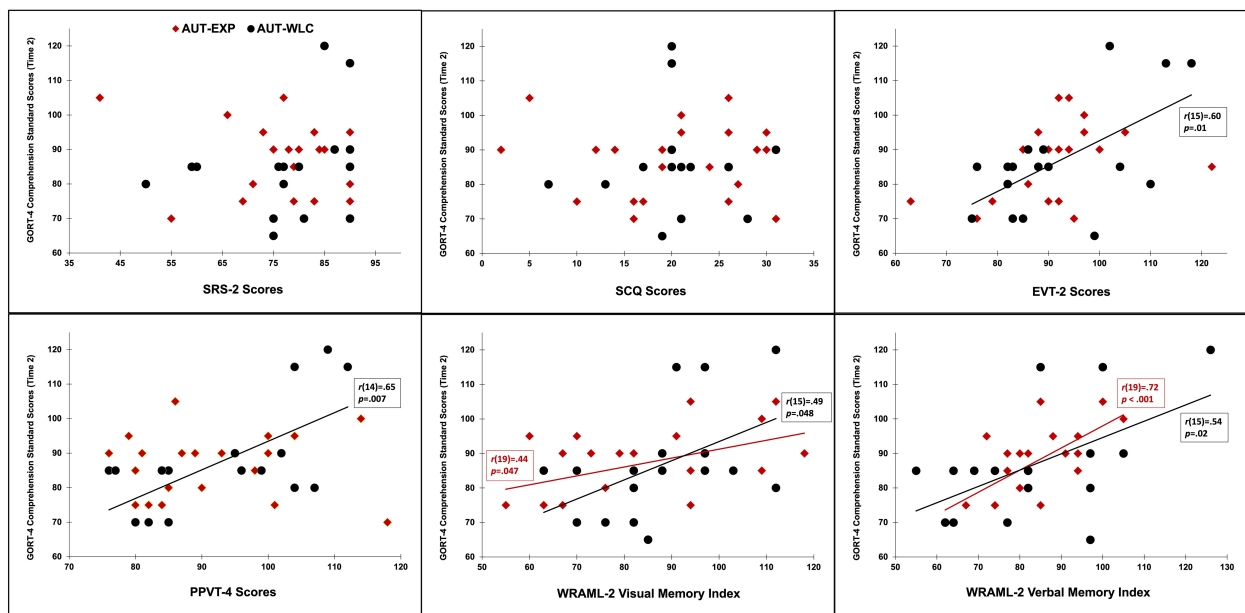 AUT-EXP AUT-WLC
GORT-4 Comprehension Standard Scores (Time 2)
120
110
100
90
80
70
60
35 45 55 65 75 85 95
SRS-2 Scores
GORT-4 Comprehension Standard Scores (Time 2)
120
110
100
90
80
70
60
0 5 10 15 20 25 30 35
SCQ Scores
GORT-4 Comprehension Standard Scores (Time 2)
120
110
100
90
80
70
60
r(15)=.60
p=.01
60 70 80 90 100 110 120
EVT-2 Scores
GORT-4 Comprehension Standard Scores (Time 2)
120
110
100
90
80
70
60
r(14)=.65
p=.007
70 80 90 100 110 120
PPVT-4 Scores
GORT-4 Comprehension Standard Scores (Time 2)
120
110
100
90
80
70
60
r(15)=.49
p=.048
r(19)=.44
p=.047
50 60 70 80 90 100 110 120
WRAML-2 Visual Memory Index
GORT-4 Comprehension Standard Scores (Time 2)
120
110
100
90
80
70
60
r(19)=.72
p < .001
r(15)=.54
p=.02
50 60 70 80 90 100 110 120 130
WRAML-2 Verbal Memory Index